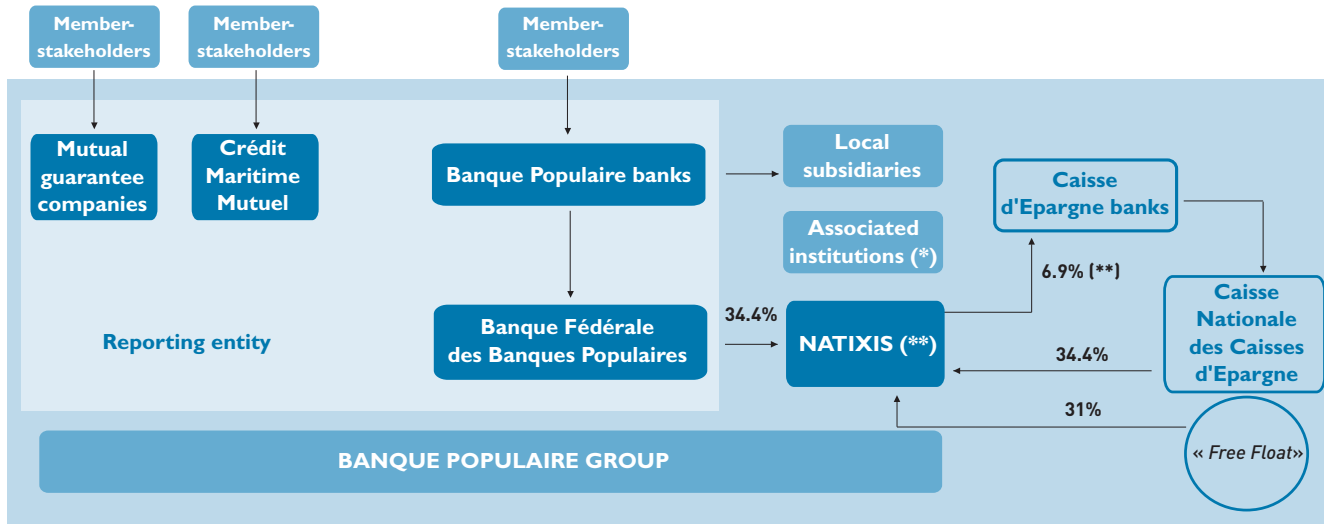 Member-
stakeholders
Member-
stakeholders
Member-
stakeholders
Mutual
guarantee
companies
Crédit
Maritime
Mutuel
Banque Populaire banks
Local
subsidiaries
Caisse
d'Epargne banks
Associated
institutions (*)
6.9% (**)
Reporting entity
Banque Fédérale
des Banques Populaires
34.4%
NATIXIS (**)
Caisse
Nationale
des Caisses
d'Epargne
34.4%
31%
« Free Float»
BANQUE POPULAIRE GROUP